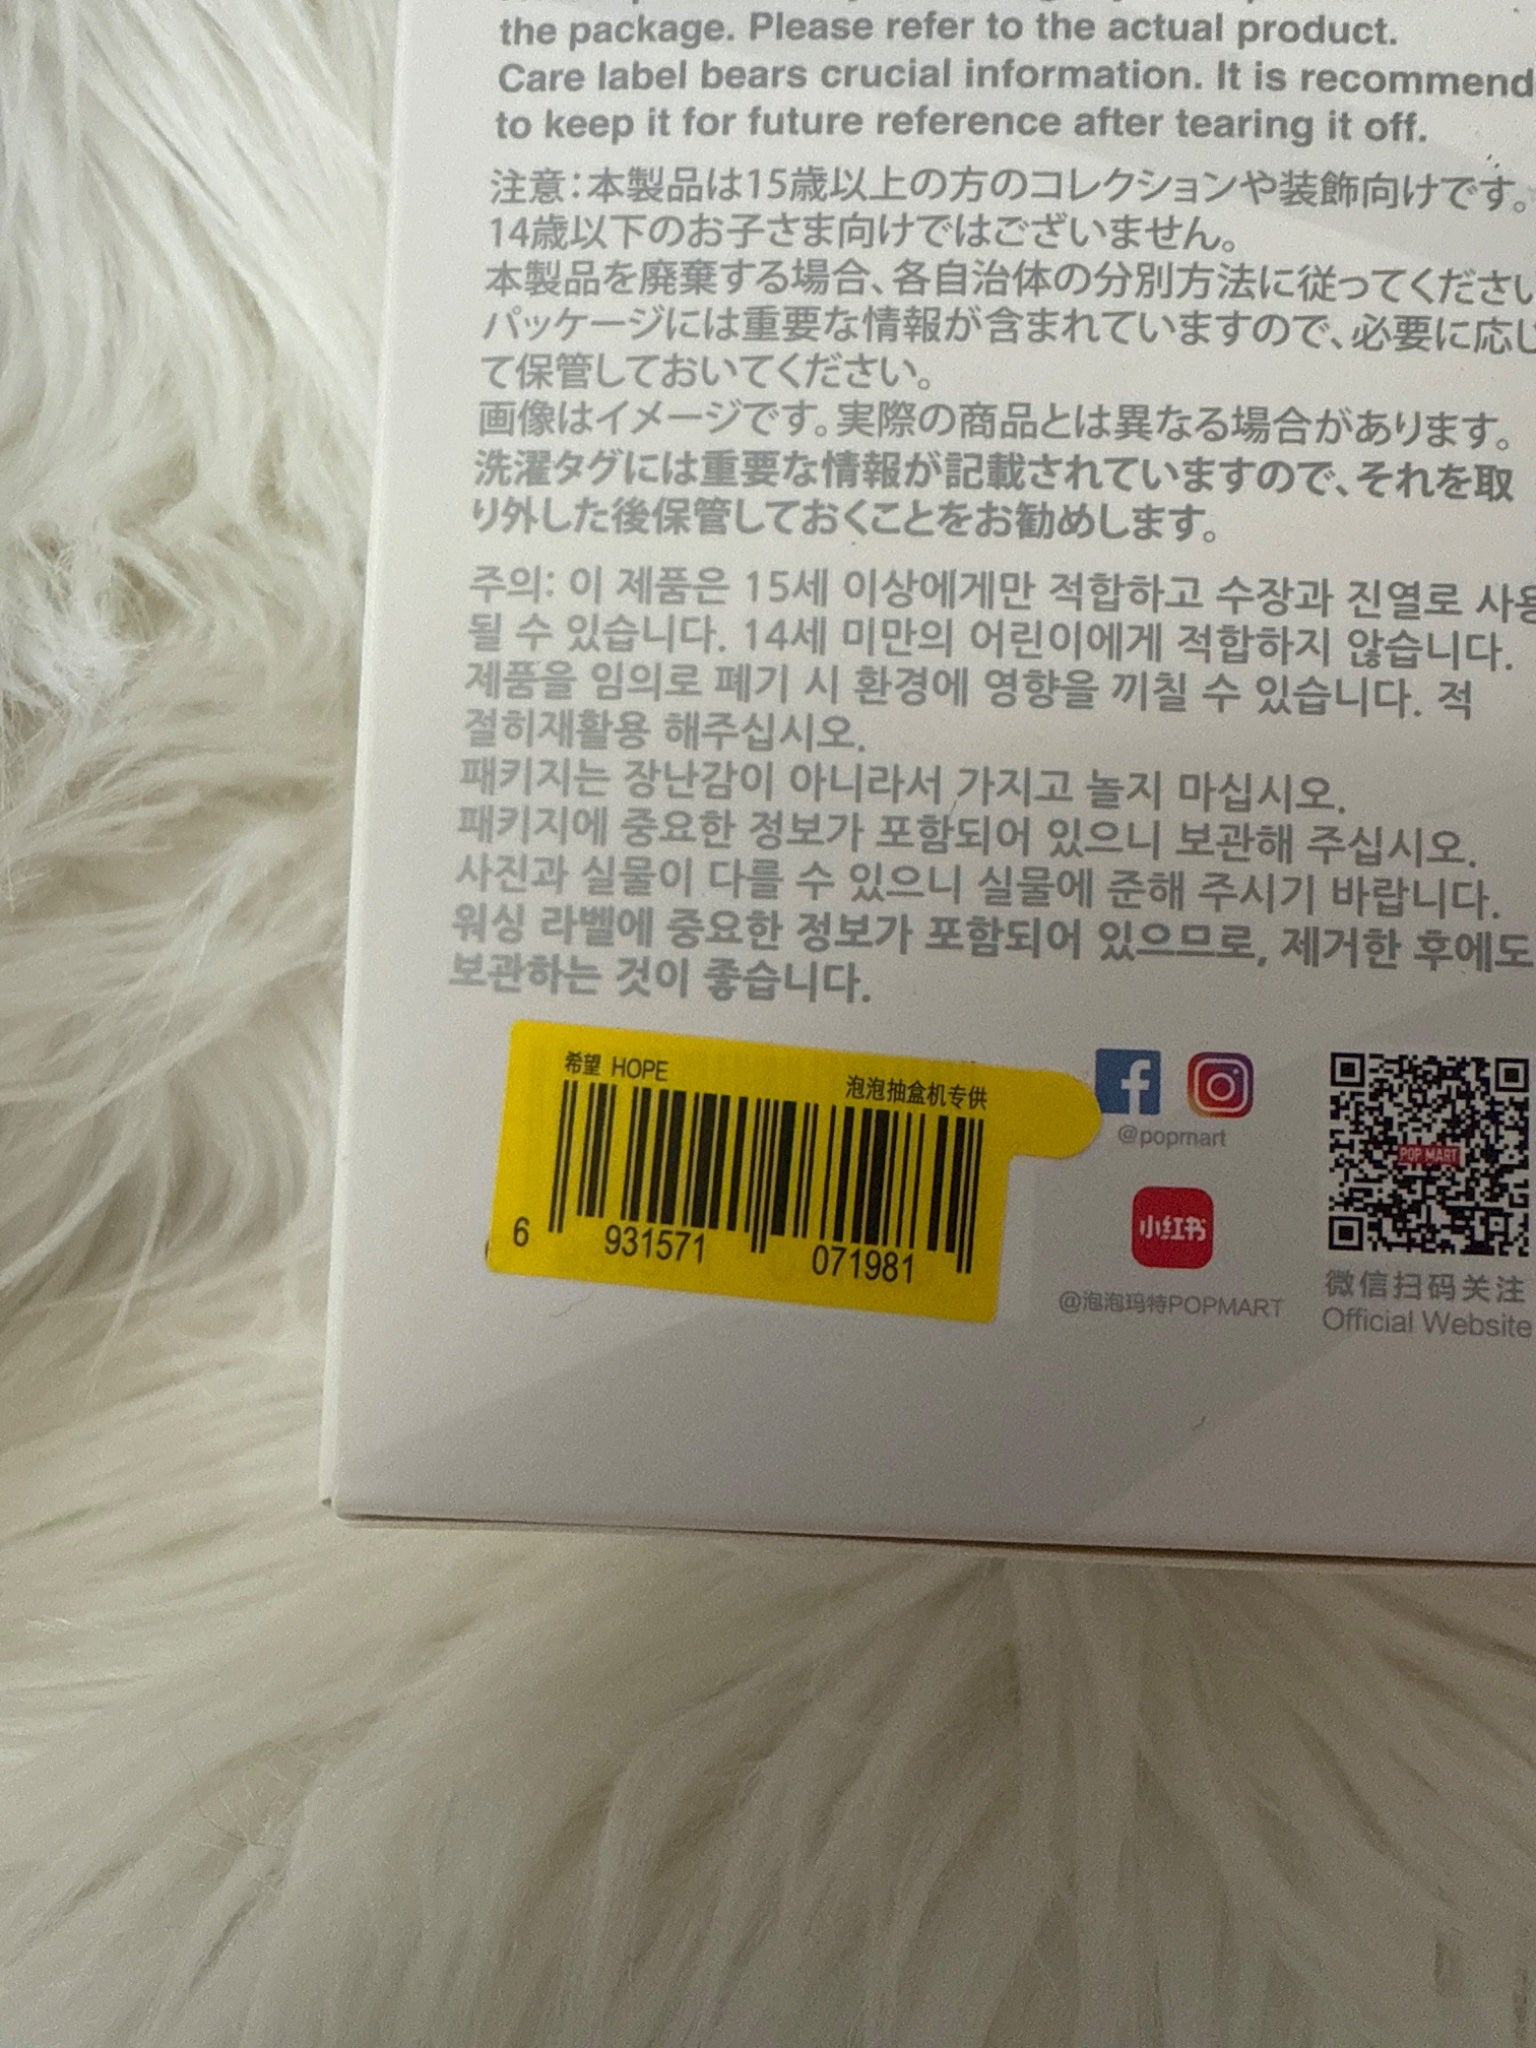 the package. Please refer to the actual product.
Care label bears crucial information. It is recommend
to keep it for future reference after tearing it off.
注意：本製品は15歳以上の方のコレクションや装飾向けです。
14歳以下のお子さま向けではございません。
本製品を廃棄する場合、各自治体の分別方法に従ってください
パッケージには重要な情報が含まれていますので、必要に応じ
て保管しておいてください。
画像はイメージです。実際の商品とは異なる場合があります。
洗濯タグには重要な情報が記載されていますので、それを取
り外した後保管しておくことをお勧めします。
주의: 이 제품은 15세 이상에게만 적합하고 수장과 진열로 사용
될 수 있습니다. 14세 미만의 어린이에게 적합하지 않습니다.
제품을 임의로 폐기 시 환경에 영향을 끼칠 수 있습니다. 적
절히재활용 해주십시오.
패키지는 장난감이 아니라서 가지고 놀지 마십시오.
패키지에 중요한 정보가 포함되어 있으니 보관해 주십시오.
사진과 실물이 다를 수 있으니 실물에 준해 주시기 바랍니다.
워싱 라벨에 중요한 정보가 포함되어 있으므로, 제거한 후에도
보관하는 것이 좋습니다.
希望 HOPE
泡泡抽盒机专供
6 931571 071981
@popmart
小红书
@泡泡玛特POPMART
POP MART
微信扫码关注
Official Website